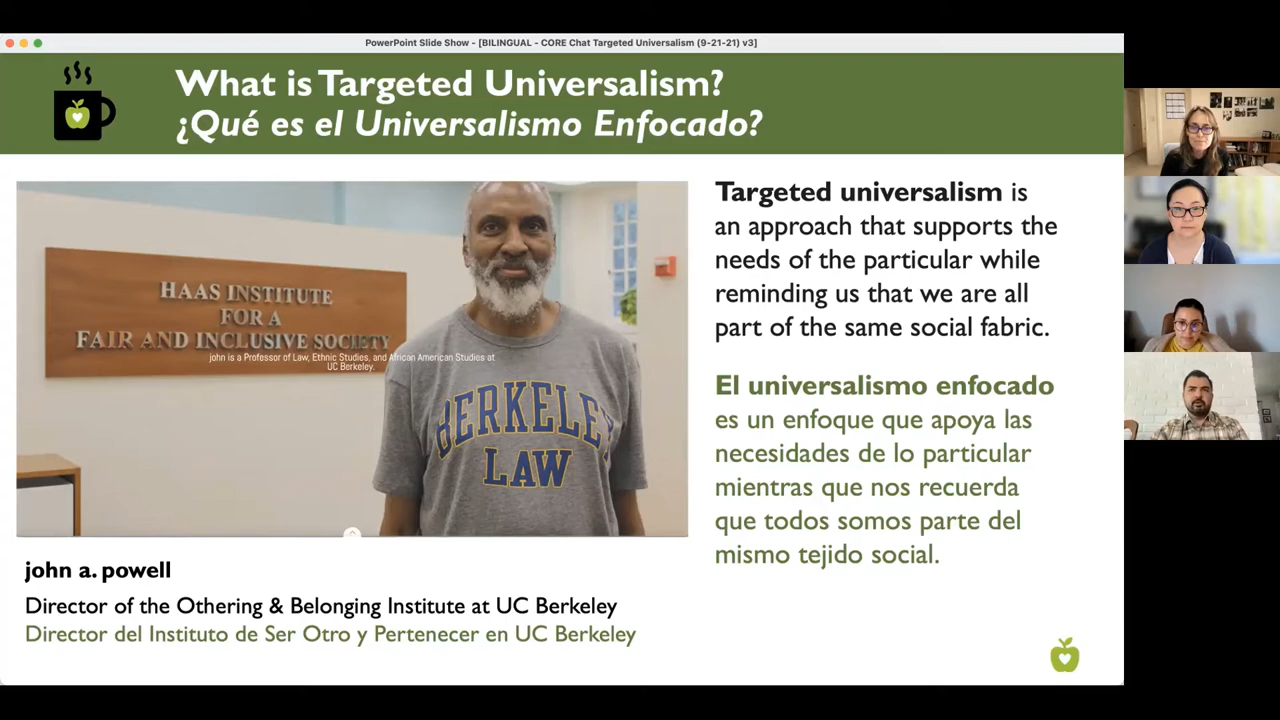 PowerPoint Slide Show - [BILINGUAL - CORE Chat Targeted Universalism (9-21-21) v3]
What is Targeted Universalism?
¿Qué es el Universalismo Enfocado?
HAAS INSTITUTE
FOR A
FAIR AND INCLUSIVE SOCIETY
john is a Professor of Law, Ethnic Studies, and African American Studies at
UC Berkeley.
BERKELEY
LAW
john a. powell
Director of the Othering & Belonging Institute at UC Berkeley
Director del Instituto de Ser Otro y Pertenecer en UC Berkeley
Targeted universalism is
an approach that supports the
needs of the particular while
reminding us that we are all
part of the same social fabric.
El universalismo enfocado
es un enfoque que apoya las
necesidades de lo particular
mientras que nos recuerda
que todos somos parte del
mismo tejido social.